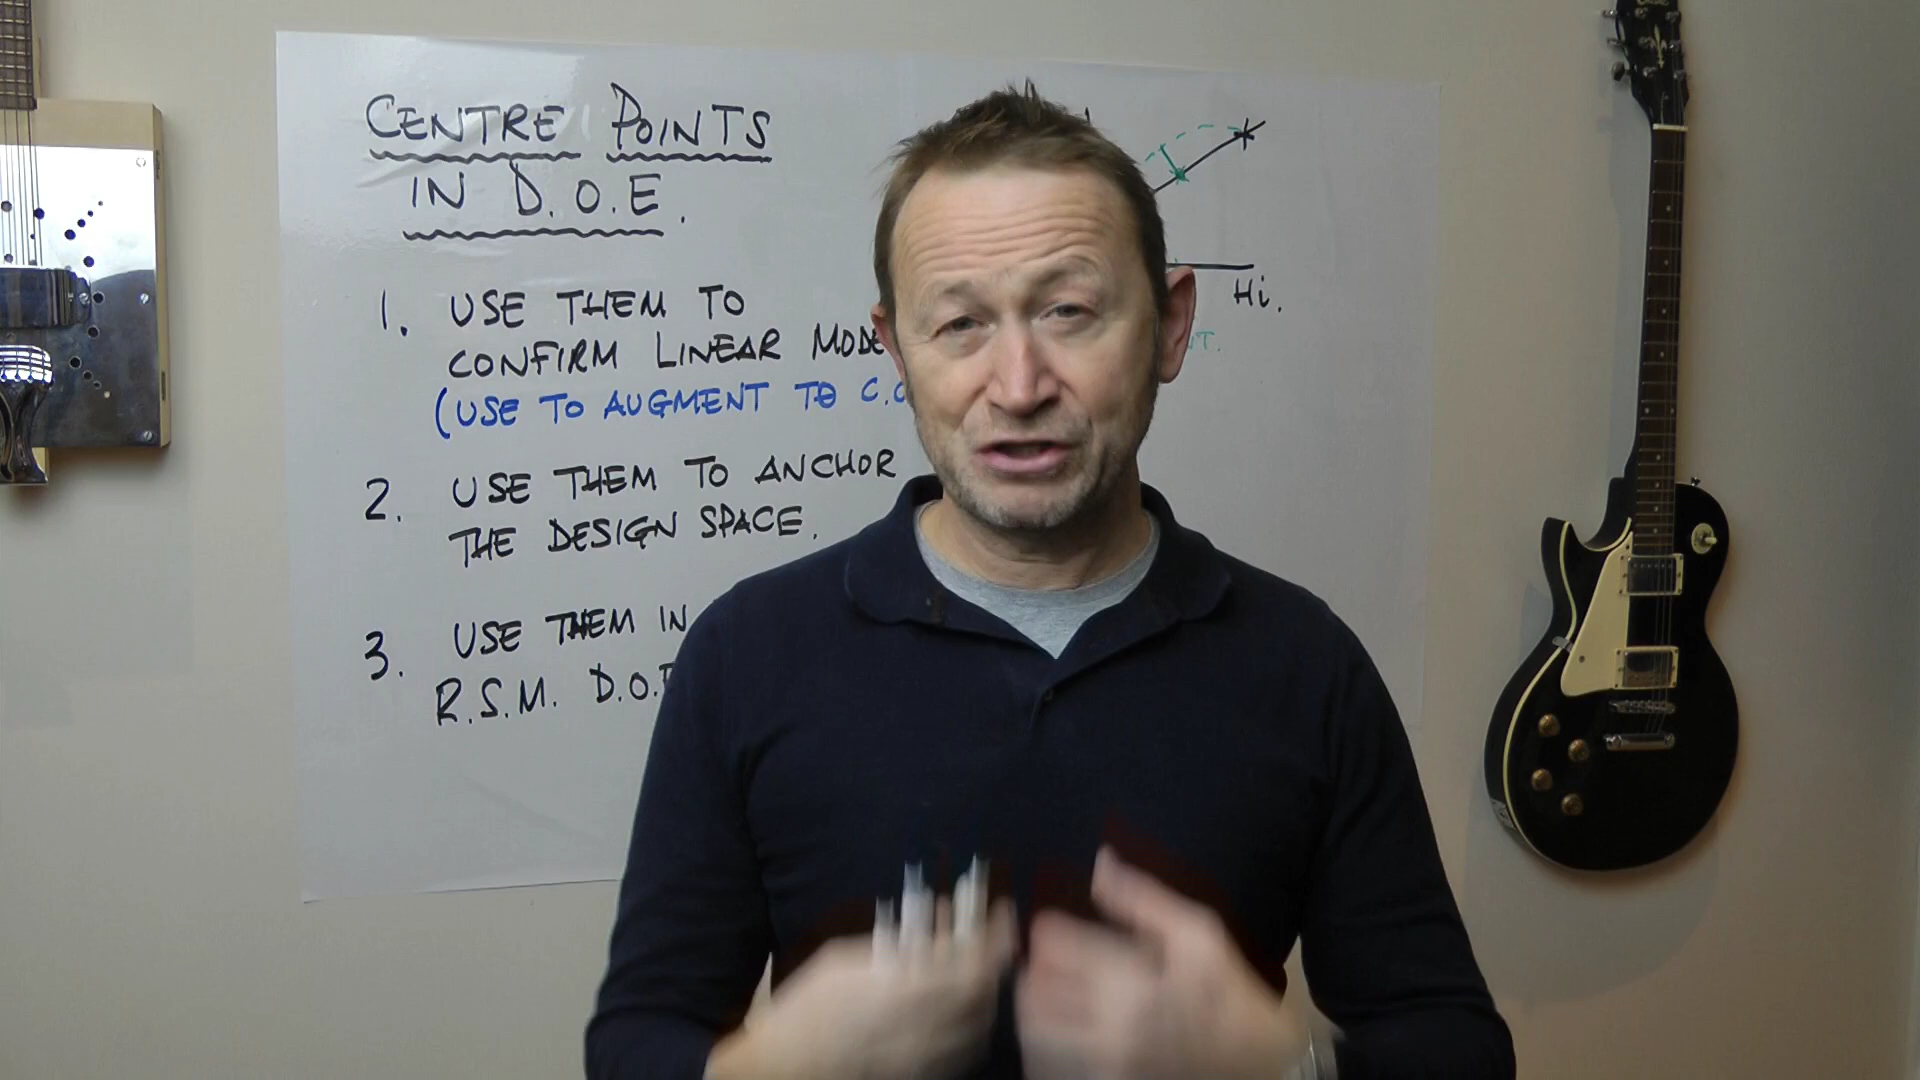 CENTRE POINTS
IN D.O.E.
1. USE THEM TO
CONFIRM LINEAR
(USE TO AUGMENT TO
2. USE THEM TO ANCHOR
THE DESIGN SPACE.
3. USE THEM IN
R.S.M.
Hi.